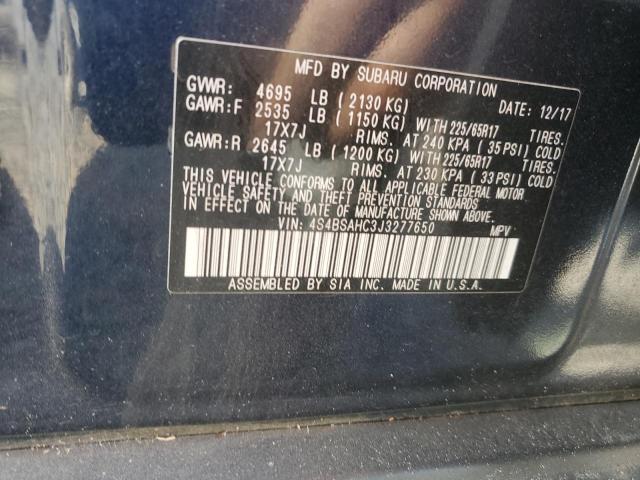 MFD BY SUBARU CORPORATION
GVWR: 4695 LB (2130 KG) DATE: 12/17
GAWR:F 2535 LB (1150 KG) WITH 225/65R17 TIRES.
17X7J RIMS. AT 240 KPA (35 PSI) COLD
GAWR:R 2645 LB (1200 KG) WITH 225/65R17 TIRES.
17X7J RIMS. AT 230 KPA (33 PSI) COLD
THIS VEHICLE CONFORMS TO ALL APPLICABLE FEDERAL MOTOR
VEHICLE SAFETY AND THEFT PREVENTION STANDARDS
IN EFFECT ON THE DATE OF MANUFACTURE SHOWN ABOVE.
VIN: 4S4BSAHC3J3277650 MPV
ASSEMBLED BY SIA INC. MADE IN U.S.A.